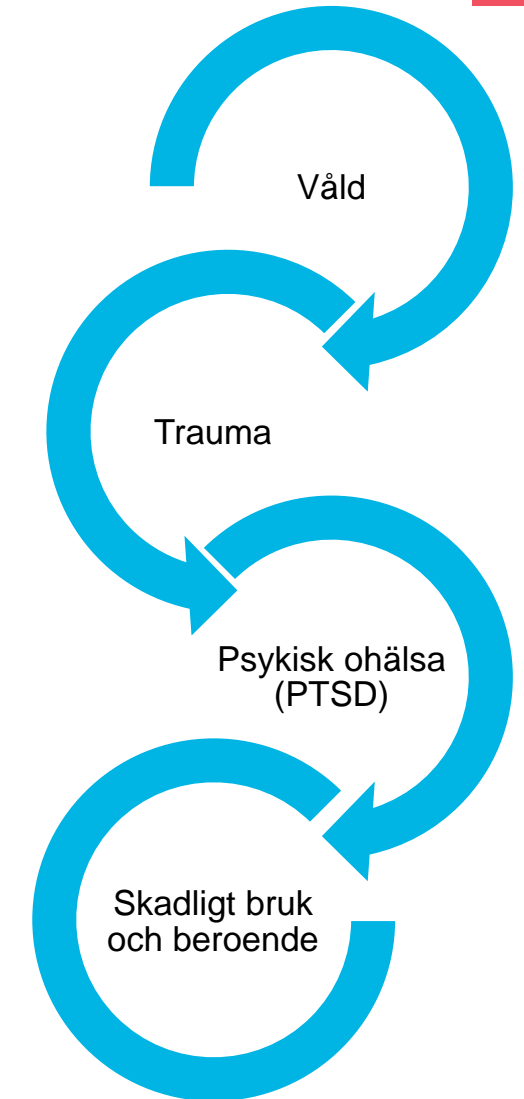 Våld
Trauma
Psykisk ohälsa
(PTSD)
Skadligt bruk
och beroende